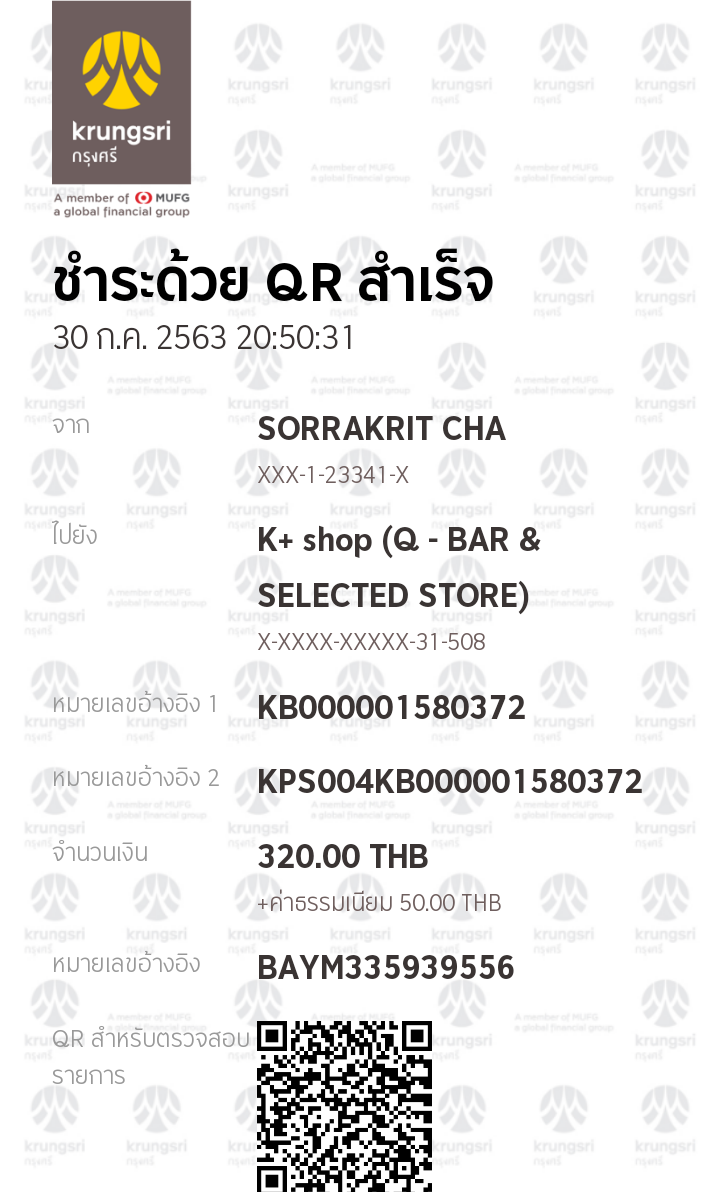 krungsri
กรุงศรี
A member of MUFG
a global financial group
ชำระด้วย QR สำเร็จ
30 ก.ค. 2563 20:50:31
จาก
SORRAKRIT CHA
XXX-1-23341-X
ไปยัง
K+ shop (Q - BAR &
SELECTED STORE)
X-XXXX-XXXXX-31-508
หมายเลขอ้างอิง 1
KB000001580372
หมายเลขอ้างอิง 2
KPS004KB000001580372
จำนวนเงิน
320.00 THB
+ค่าธรรมเนียม 50.00 THB
หมายเลขอ้างอิง
BAYM335939556
QR สำหรับตรวจสอบ
รายการ